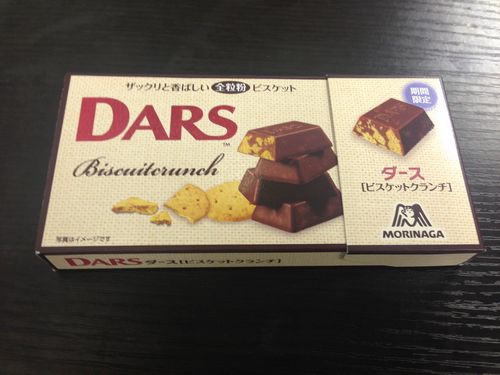 ザックリと香ばしい 全粒粉 ビスケット
DARS
TM
Biscuitcrunch
写真はイメージです
期間
限定
DARS
ダース
[ビスケットクランチ]
MORINAGA
DARS ダース[ビスケットクランチ]